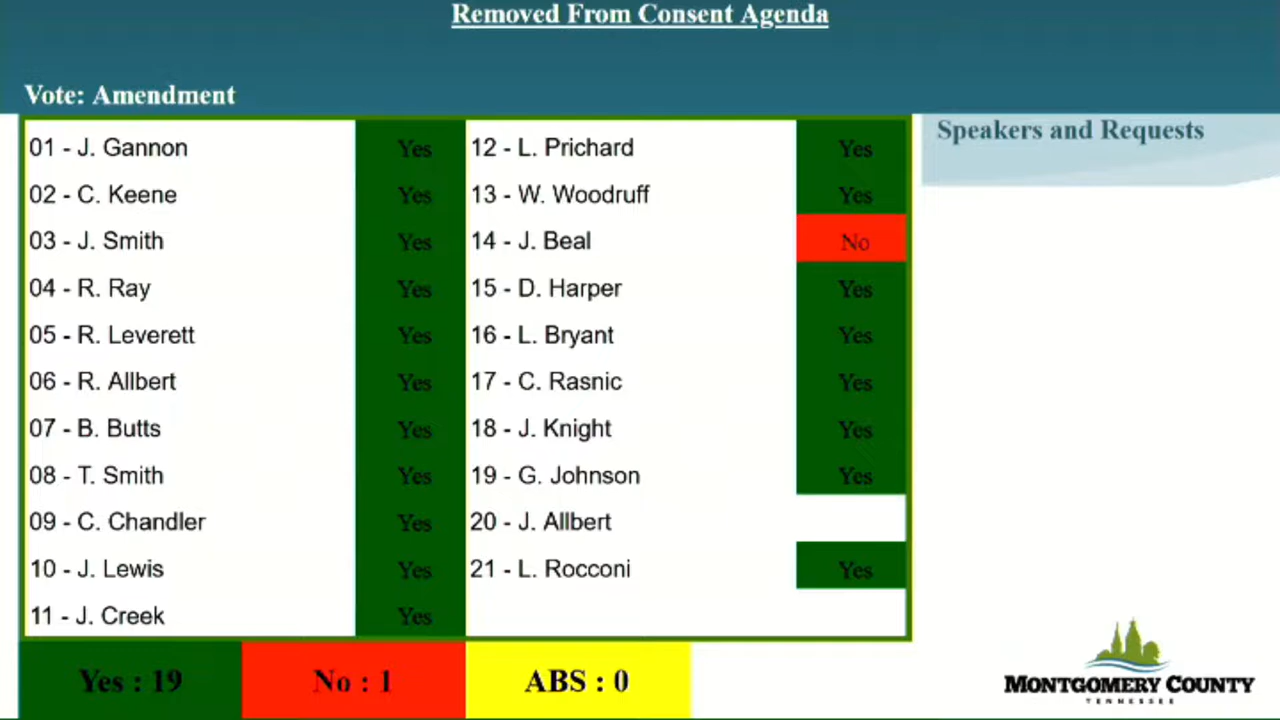 Removed From Consent Agenda
Vote: Amendment
Speakers and Requests
01 - J. Gannon Yes 12 - L. Prichard Yes
02 - C. Keene Yes 13 - W. Woodruff Yes
03 - J. Smith Yes 14 - J. Beal No
04 - R. Ray Yes 15 - D. Harper Yes
05 - R. Leverett Yes 16 - L. Bryant Yes
06 - R. Allbert Yes 17 - C. Rasnic Yes
07 - B. Butts Yes 18 - J. Knight Yes
08 - T. Smith Yes 19 - G. Johnson Yes
09 - C. Chandler Yes 20 - J. Allbert
10 - J. Lewis Yes 21 - L. Rocconi Yes
11 - J. Creek Yes
Yes : 19 No : 1 ABS : 0
MONTGOMERY COUNTY
TENNESSEE